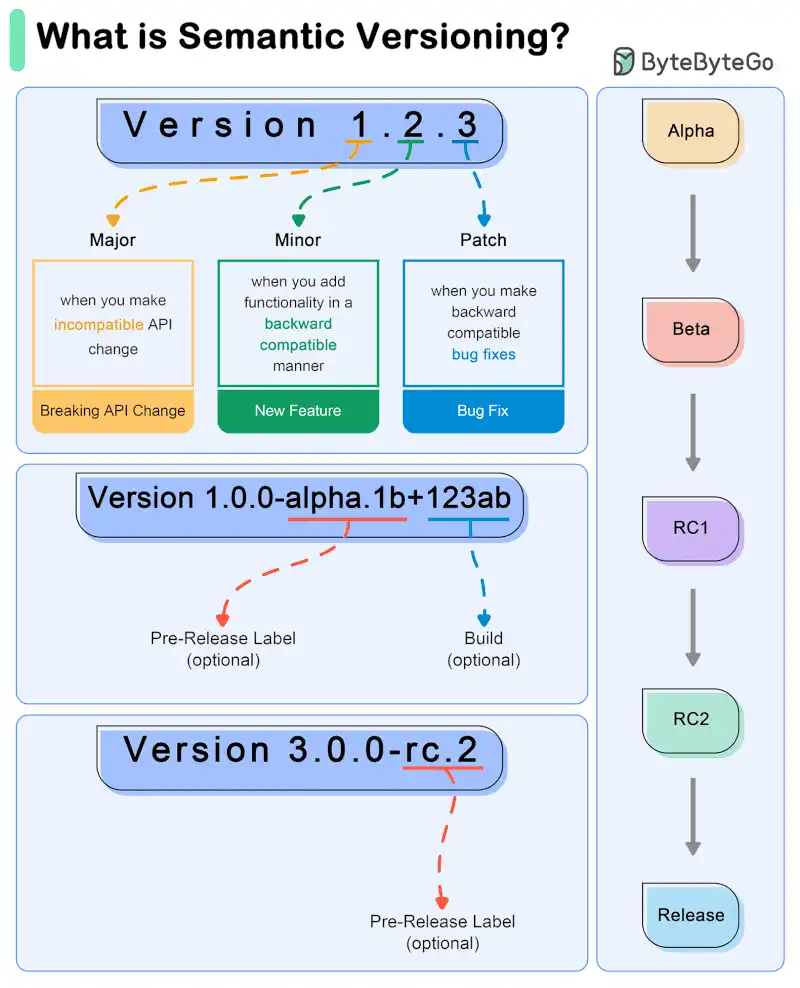 What is Semantic Versioning?
ByteByteGo
Version 1.2.3
Major
when you make
incompatible API
change
Breaking API Change
Minor
when you add
functionality in a
backward
compatible
manner
New Feature
Patch
when you make
backward
compatible
bug fixes
Bug Fix
Version 1.0.0-alpha.1b+123ab
Pre-Release Label
(optional)
Build
(optional)
Version 3.0.0-rc.2
Pre-Release Label
(optional)
Alpha
Beta
RC1
RC2
Release